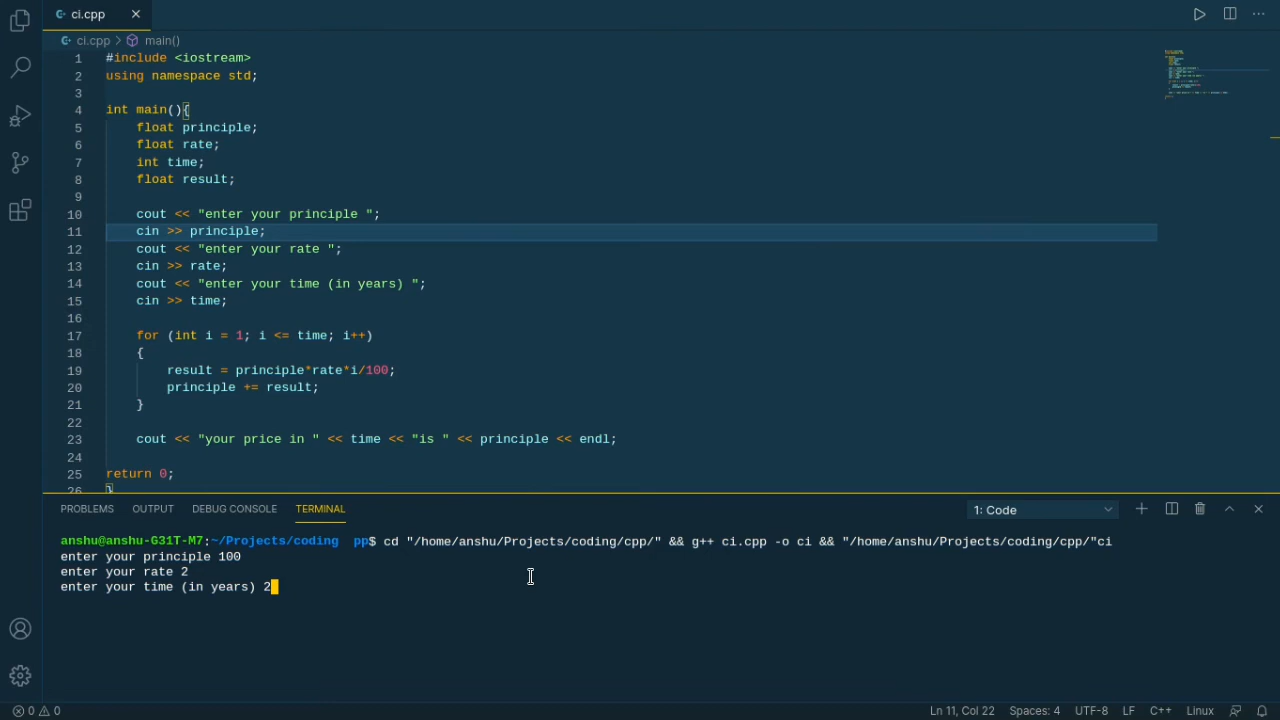 ci.cpp
ci.cpp > main()
1 #include <iostream>
2 using namespace std;
3
4 int main(){
5 float principle;
6 float rate;
7 int time;
8 float result;
9
10 cout << "enter your principle ";
11 cin >> principle;
12 cout << "enter your rate ";
13 cin >> rate;
14 cout << "enter your time (in years) ";
15 cin >> time;
16
17 for (int i = 1; i <= time; i++)
18 {
19 result = principle*rate*i/100;
20 principle += result;
21 }
22
23 cout << "your price in " << time << "is " << principle << endl;
24
25 return 0;
26 }
PROBLEMS OUTPUT DEBUG CONSOLE TERMINAL 1: Code
anshu@anshu-G31T-M7:~/Projects/coding pp$ cd "/home/anshu/Projects/coding/cpp/" && g++ ci.cpp -o ci && "/home/anshu/Projects/coding/cpp/"ci
enter your principle 100
enter your rate 2
enter your time (in years) 2
0 0 Ln 11, Col 22 Spaces: 4 UTF-8 LF C++ Linux